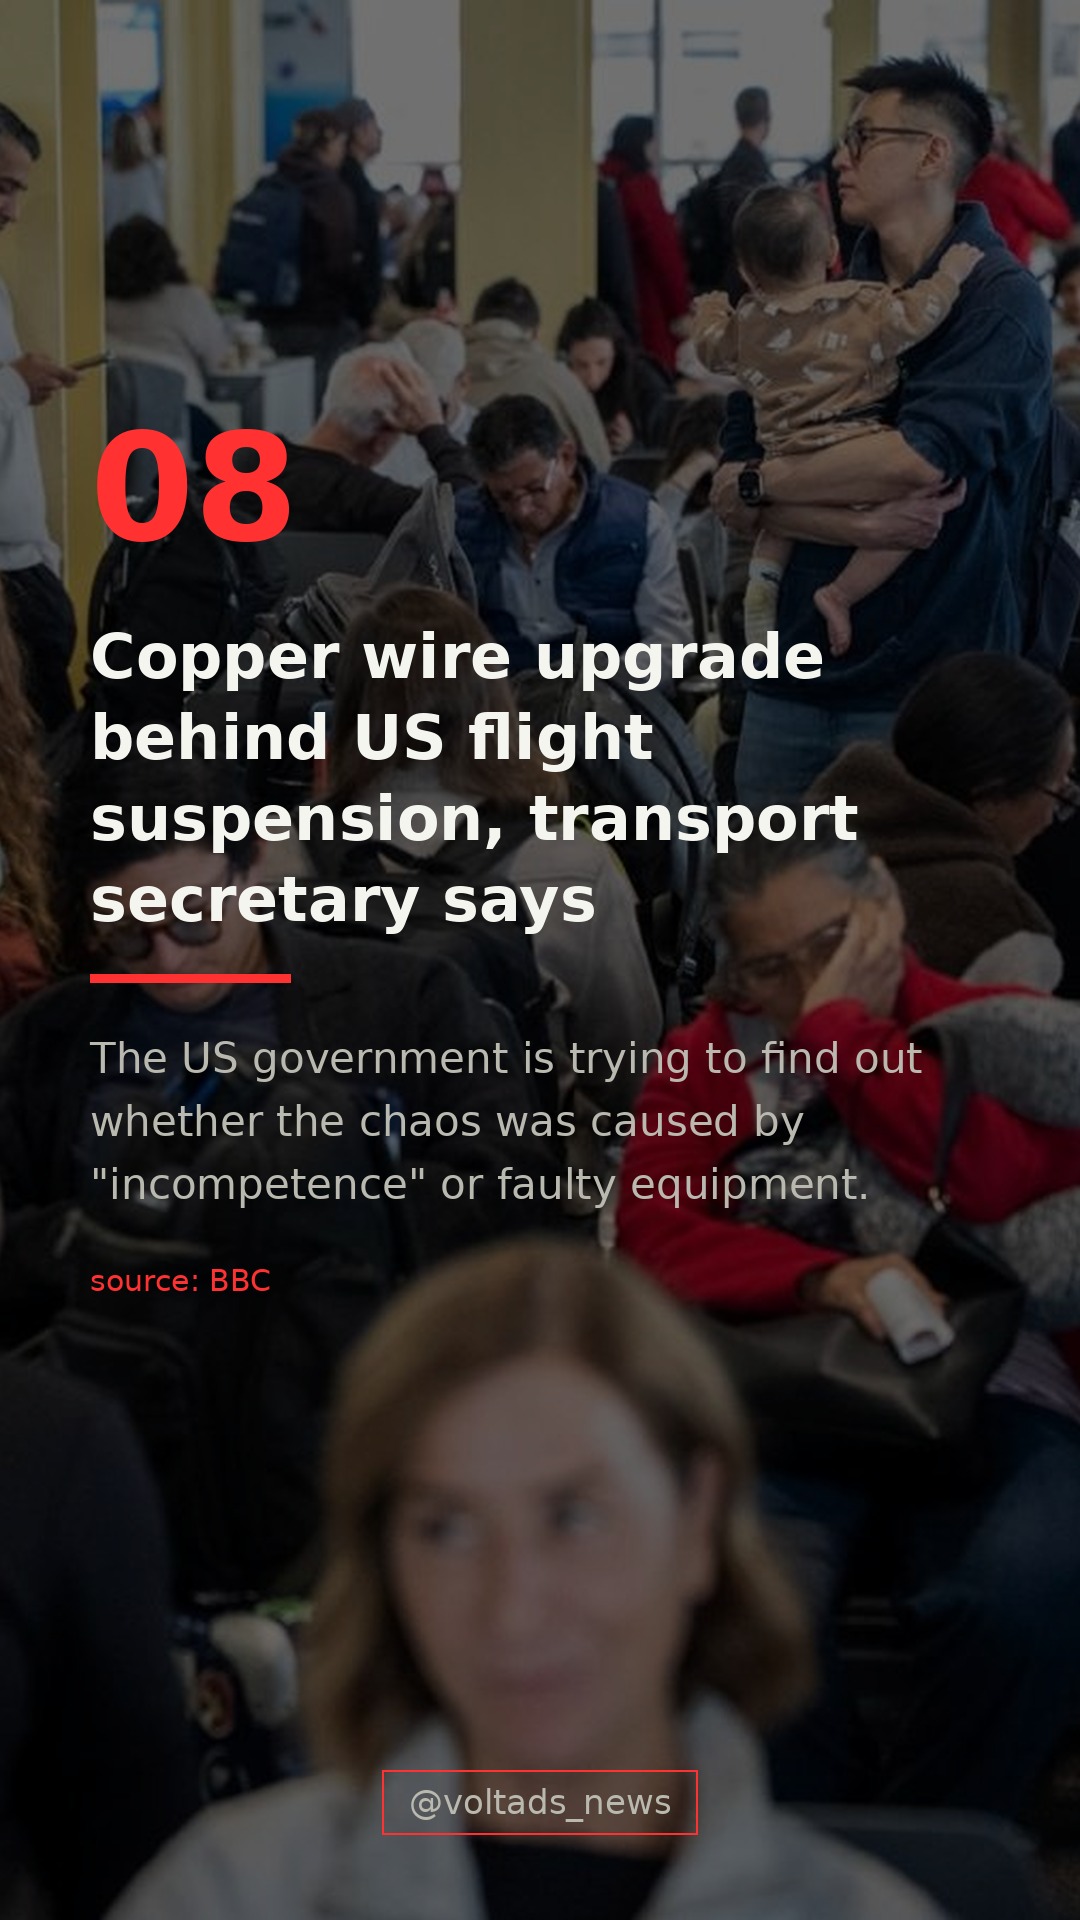 08
Copper wire upgrade
behind US flight
suspension, transport
secretary says
The US government is trying to find out
whether the chaos was caused by
"incompetence" or faulty equipment.
source: BBC
@voltads_news